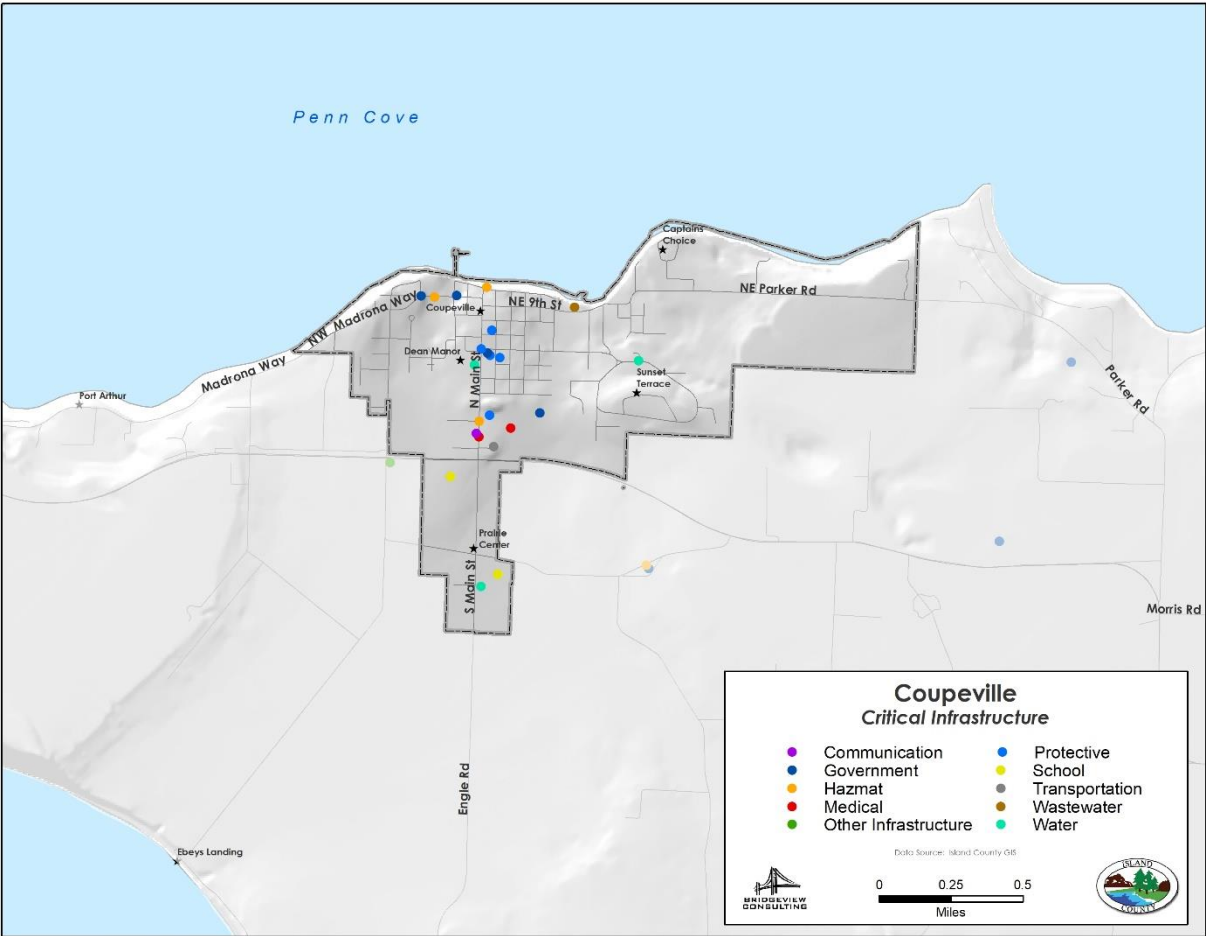 Penn Cove
Captains
Choice
NE Parker Rd
NE 9th St
NW Madrona Way
Coupeville
Dean Manor
N Main St
Sunset
Terrace
Madrona Way
Port Arthur
Parker Rd
Prairie
Center
S Main St
Morris Rd
Engle Rd
Ebeys Landing
Coupeville
Critical Infrastructure
Communication
Government
Hazmat
Medical
Other Infrastructure
Protective
School
Transportation
Wastewater
Water
Data Source: Island County GIS
BRIDGEVIEW
CONSULTING
0 0.25 0.5
Miles
ISLAND
COUNTY